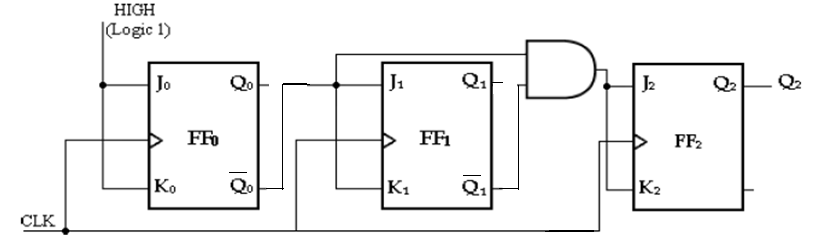 HIGH
(Logic 1)
J₀ Q₀
FF₀
K₀ Q̅₀
J₁ Q₁
FF₁
K₁ Q̅₁
J₂ Q₂ Q₂
FF₂
K₂
CLK